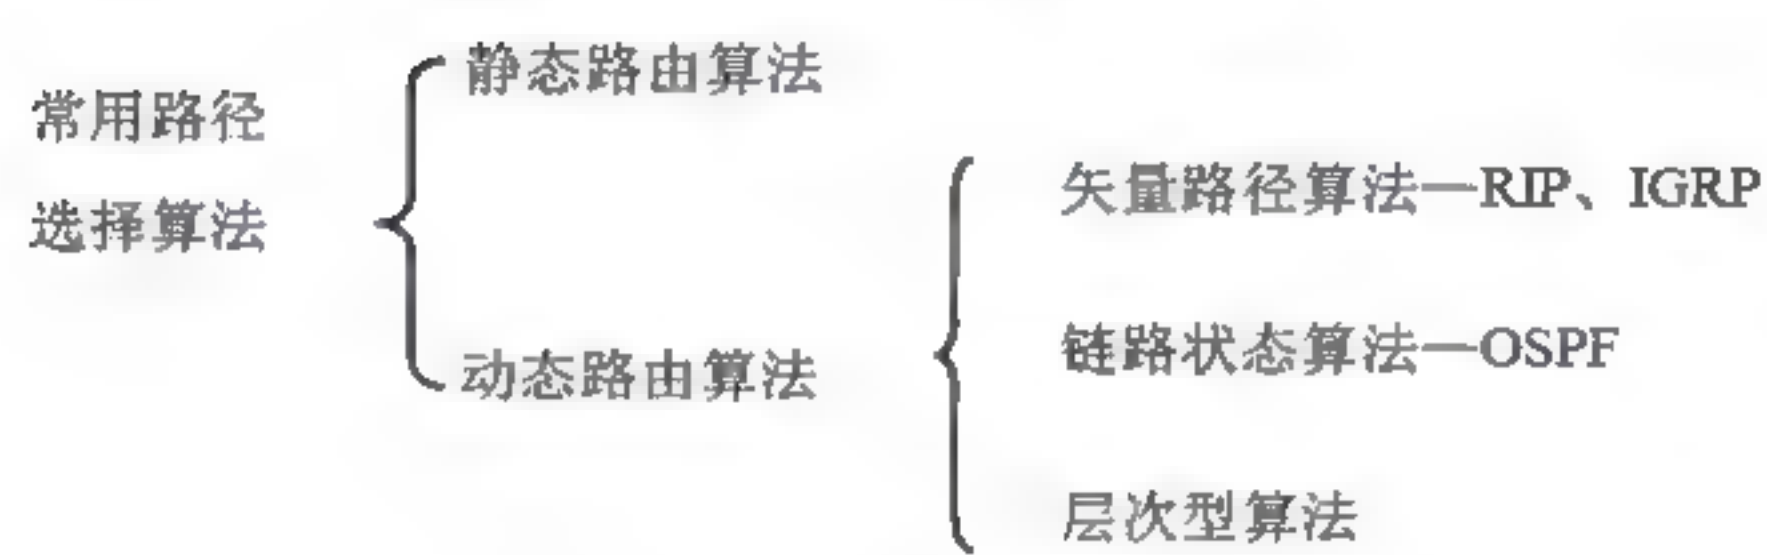 常用路径
选择算法
静态路由算法
动态路由算法
矢量路径算法—RIP、IGRP
链路状态算法—OSPF
层次型算法